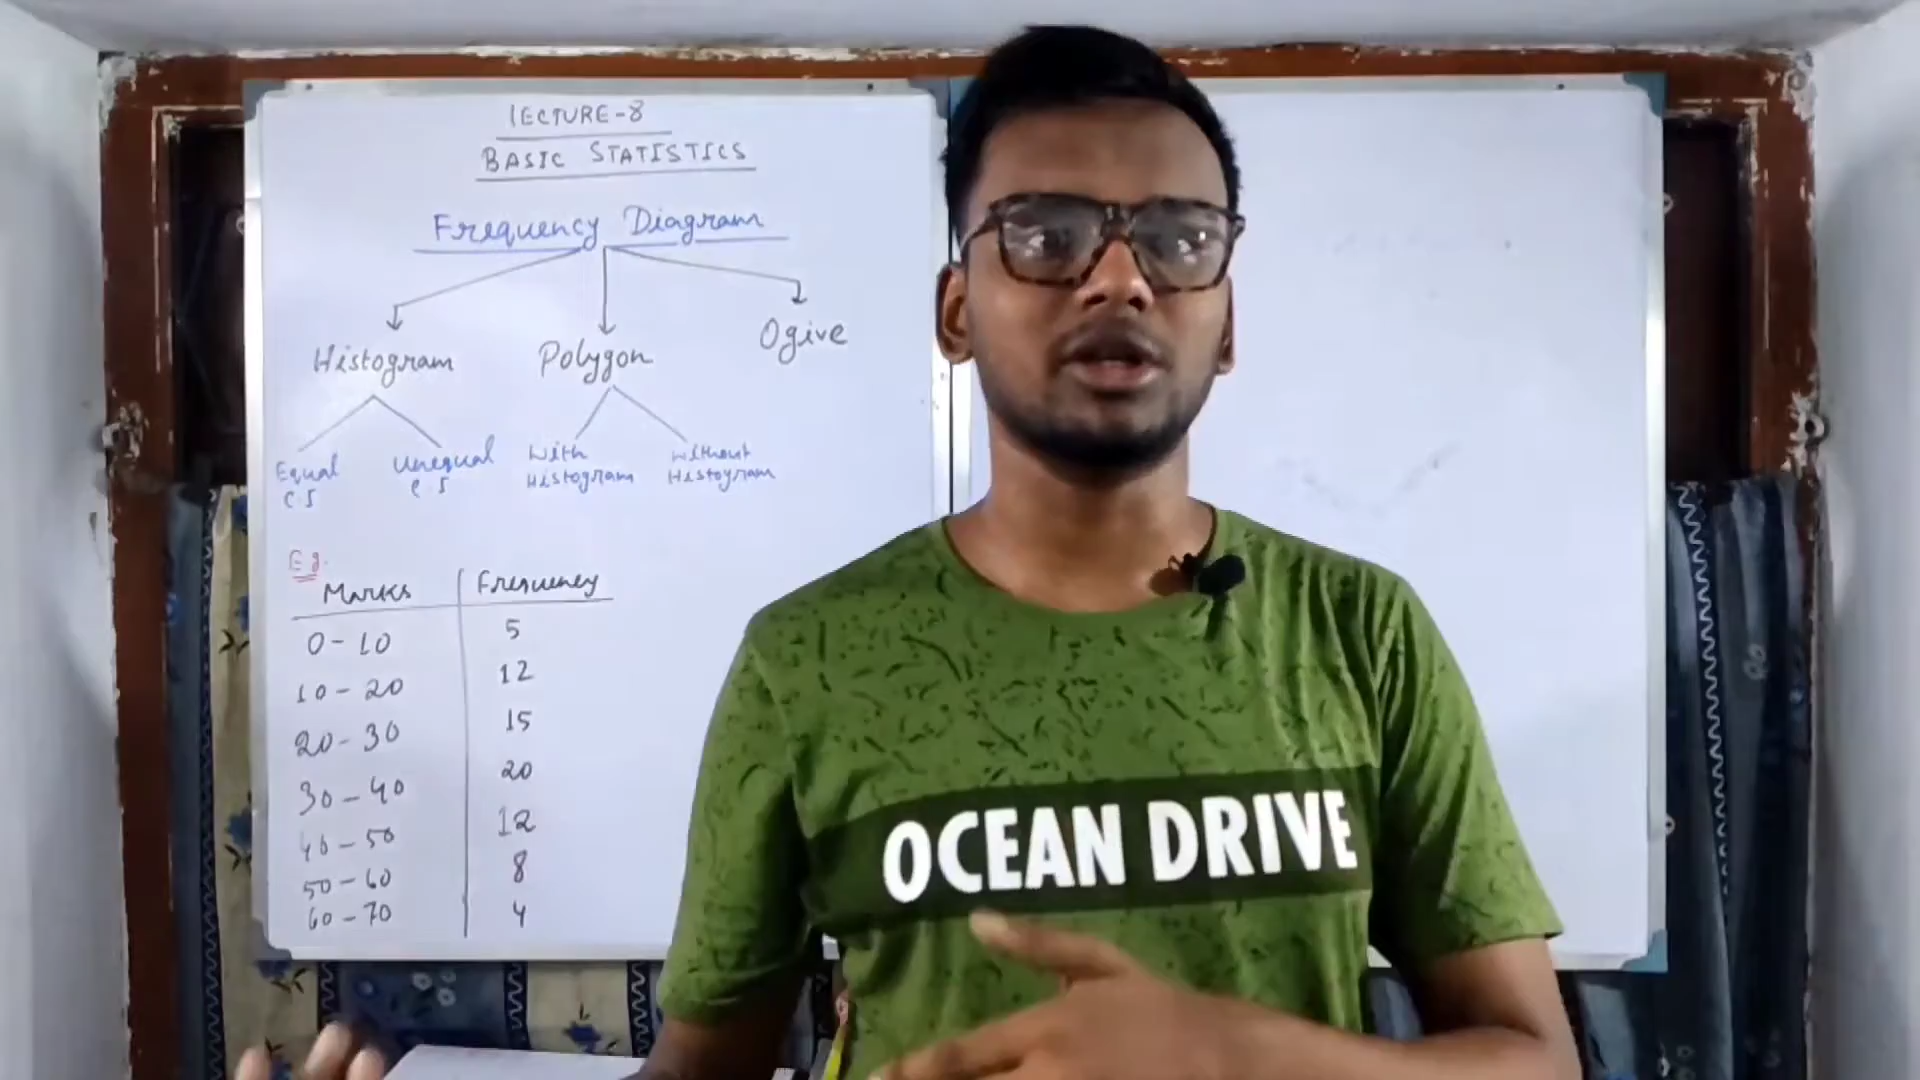 LECTURE-8
BASIC STATISTICS
Frequency Diagram
Histogram Polygon Ogive
Equal C.I
Unequal C.I
With Histogram
Without Histogram
Eg.
Marks Frequency
0-10 5
10-20 12
20-30 15
30-40 20
40-50 12
50-60 8
60-70 4
OCEAN DRIVE